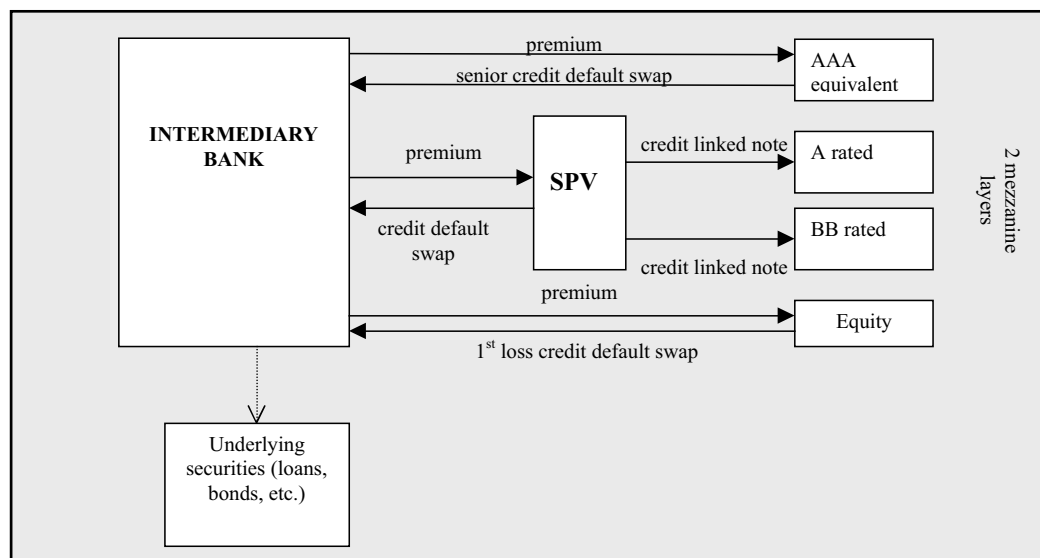 premium
senior credit default swap
AAA
equivalent
INTERMEDIARY
BANK
premium
credit default
swap
SPV
credit linked note
A rated
BB rated
credit linked note
2 mezzanine
layers
premium
Equity
1st loss credit default swap
Underlying
securities (loans,
bonds, etc.)